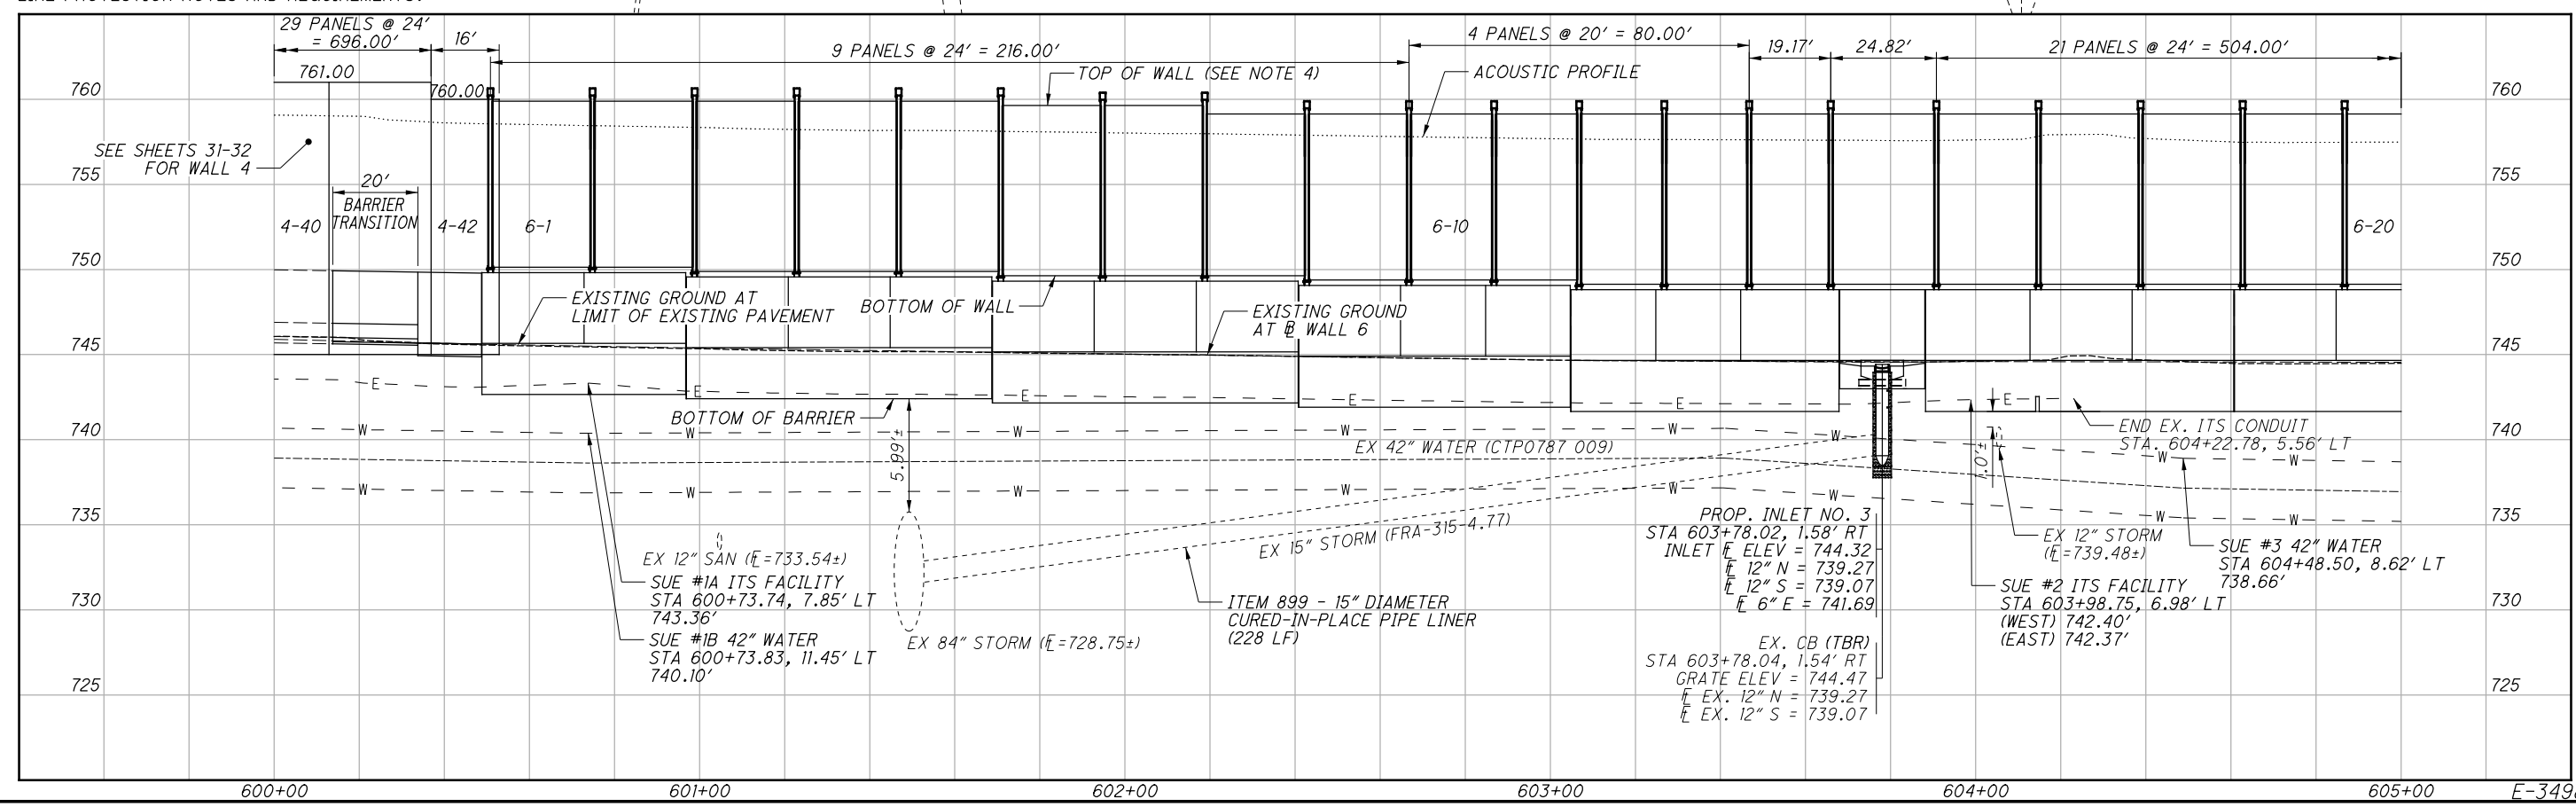 29 PANELS @ 24'
= 696.00'
16'
9 PANELS @ 24' = 216.00'
4 PANELS @ 20' = 80.00'
19.17'
24.82'
21 PANELS @ 24' = 504.00'
761.00
760.00
TOP OF WALL (SEE NOTE 4)
ACOUSTIC PROFILE
760
760
SEE SHEETS 31-32
FOR WALL 4
755
755
20'
BARRIER
TRANSITION
4-40
4-42
6-1
6-10
6-20
750
750
EXISTING GROUND AT
LIMIT OF EXISTING PAVEMENT
BOTTOM OF WALL
EXISTING GROUND
AT ⅊ WALL 6
745
745
E
E
E
E
E
E
BOTTOM OF BARRIER
END EX. ITS CONDUIT
STA. 604+22.78, 5.56' LT
740
740
W
W
W
W
W
W
W
W
EX 42" WATER (CTP0787 009)
5.99'±
1.0'±
W
W
W
W
W
W
W
W
735
735
EX 15" STORM (FRA-315-4.77)
PROP. INLET NO. 3
STA 603+78.02, 1.58' RT
INLET ℄ ELEV = 744.32
℄ 12" N = 739.27
℄ 12" S = 739.07
℄ 6" E = 741.69
EX 12" STORM
(℄=739.48±)
SUE #3 42" WATER
STA 604+48.50, 8.62' LT
738.66'
EX 12" SAN (℄=733.54±)
SUE #1A ITS FACILITY
STA 600+73.74, 7.85' LT
743.36'
SUE #1B 42" WATER
STA 600+73.83, 11.45' LT
740.10'
730
730
EX 84" STORM (℄=728.75±)
ITEM 899 - 15" DIAMETER
CURED-IN-PLACE PIPE LINER
(228 LF)
SUE #2 ITS FACILITY
STA 603+98.75, 6.98' LT
(WEST) 742.40'
(EAST) 742.37'
EX. CB (TBR)
STA 603+78.04, 1.54' RT
GRATE ELEV = 744.47
℄ EX. 12" N = 739.27
℄ EX. 12" S = 739.07
725
725
600+00
601+00
602+00
603+00
604+00
605+00